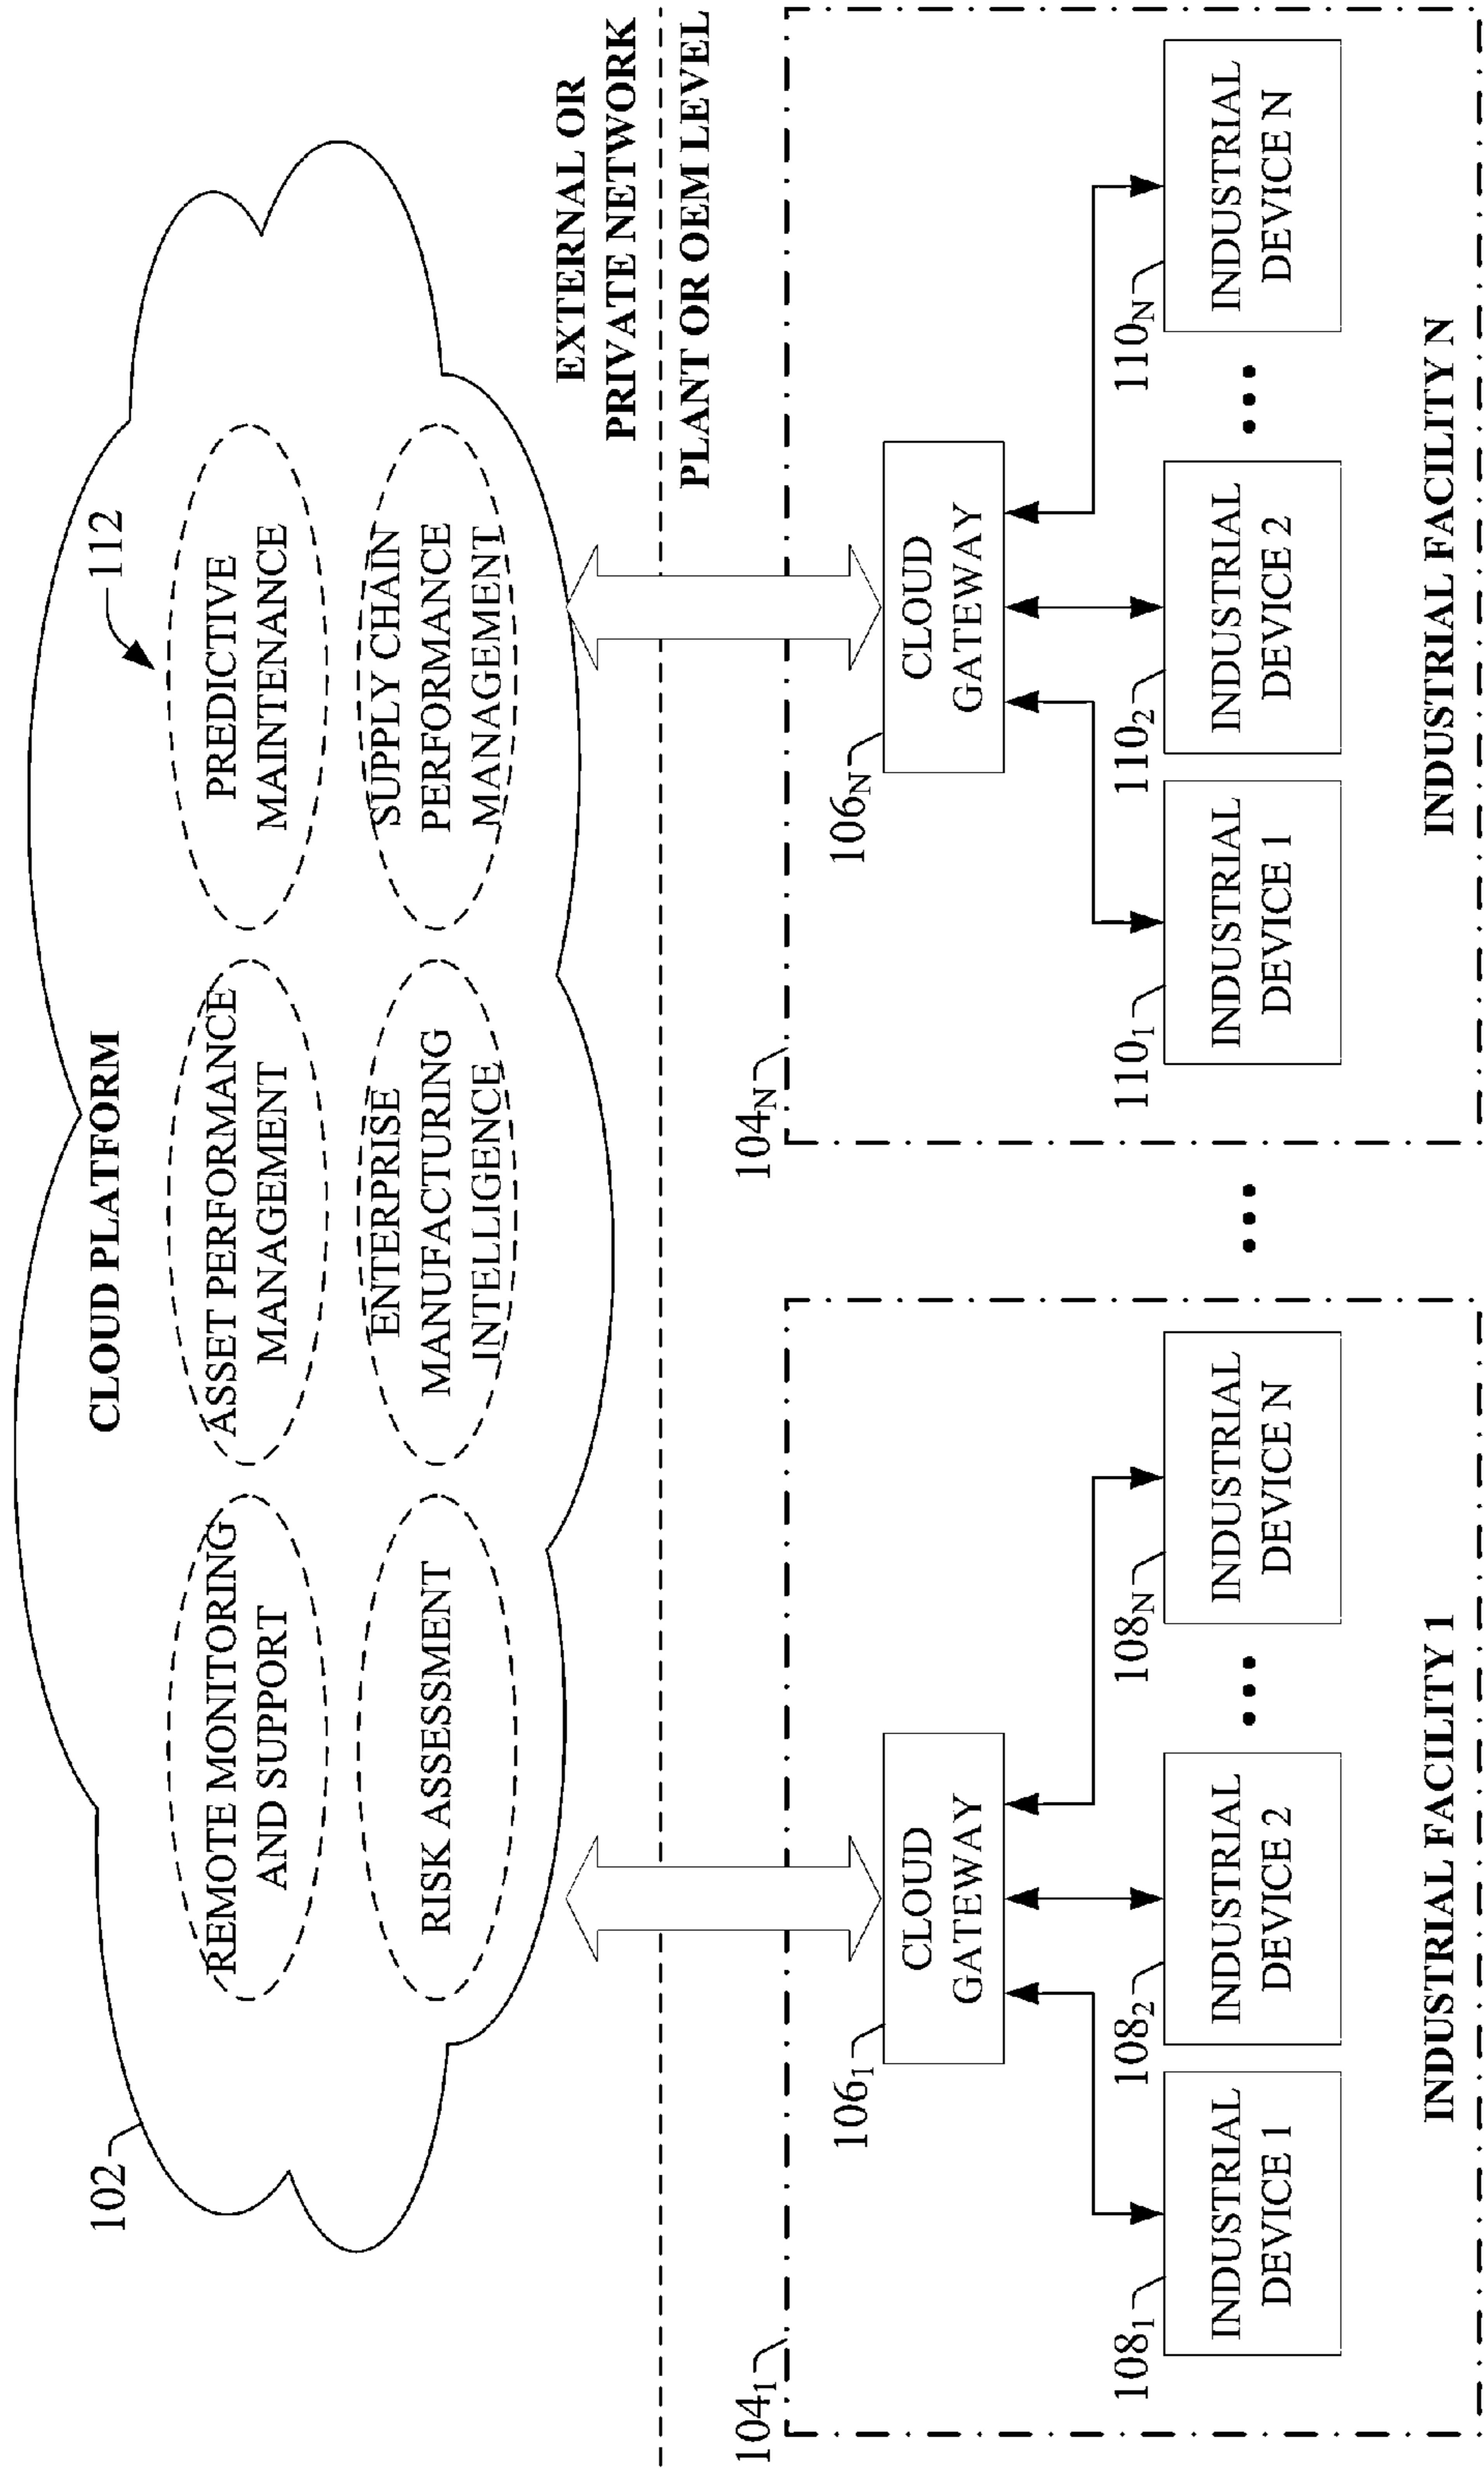 102
CLOUD PLATFORM
112
REMOTE MONITORING
AND SUPPORT
ASSET PERFORMANCE
MANAGEMENT
PREDICTIVE
MAINTENANCE
RISK ASSESSMENT
ENTERPRISE
MANUFACTURING
INTELLIGENCE
SUPPLY CHAIN
PERFORMANCE
MANAGEMENT
EXTERNAL OR
PRIVATE NETWORK
PLANT OR OEM LEVEL
104₁
106₁
CLOUD
GATEWAY
108₁
INDUSTRIAL
DEVICE 1
108₂
INDUSTRIAL
DEVICE 2
•••
108N
INDUSTRIAL
DEVICE N
INDUSTRIAL FACILITY 1
•••
104N
106N
CLOUD
GATEWAY
110₁
INDUSTRIAL
DEVICE 1
110₂
INDUSTRIAL
DEVICE 2
•••
110N
INDUSTRIAL
DEVICE N
INDUSTRIAL FACILITY N